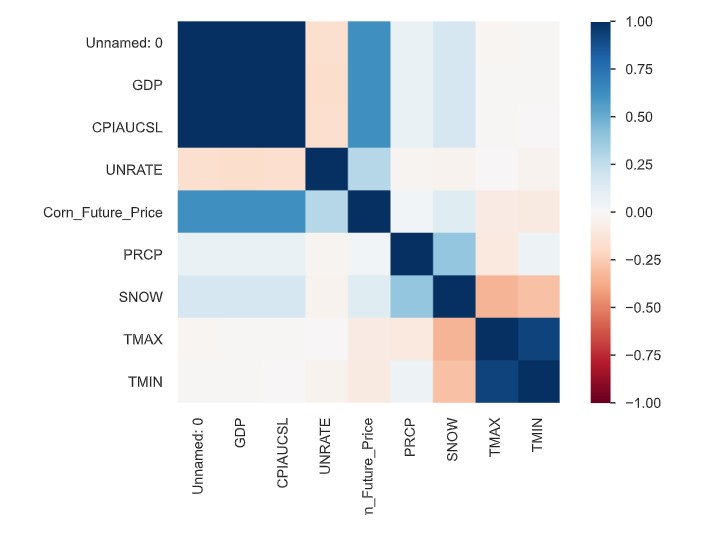 Unnamed: 0
GDP
CPIAUCSL
UNRATE
Corn_Future_Price
PRCP
SNOW
TMAX
TMIN
1.00
0.75
0.50
0.25
0.00
−0.25
−0.50
−0.75
−1.00
Unnamed: 0
GDP
CPIAUCSL
UNRATE
n_Future_Price
PRCP
SNOW
TMAX
TMIN